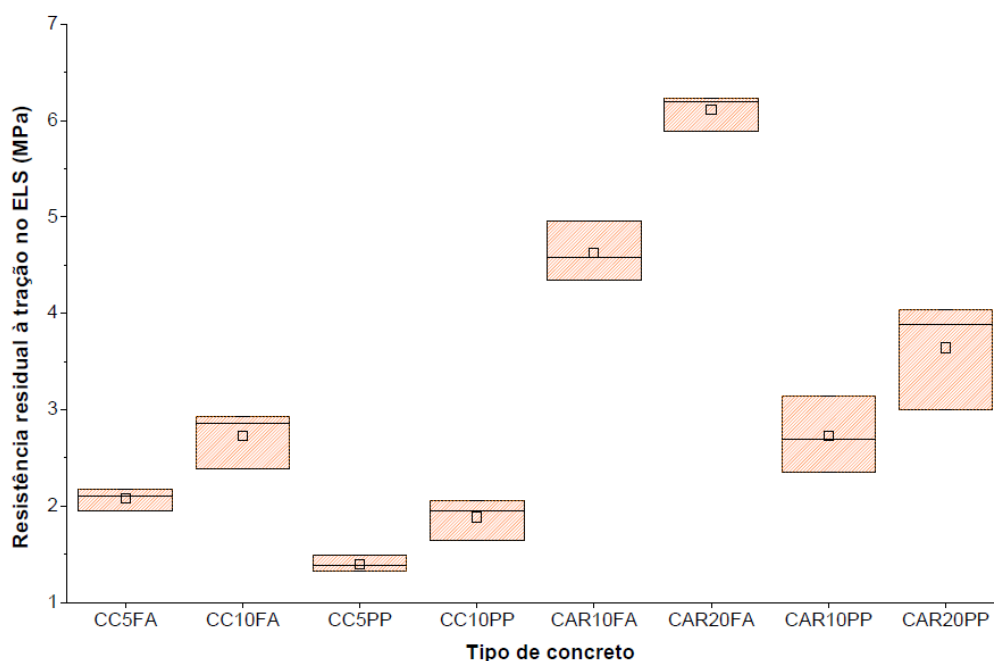 Resistência residual à tração no ELS (MPa)
7
6
5
4
3
2
1
CC5FA CC10FA CC5PP CC10PP CAR10FA CAR20FA CAR10PP CAR20PP
Tipo de concreto